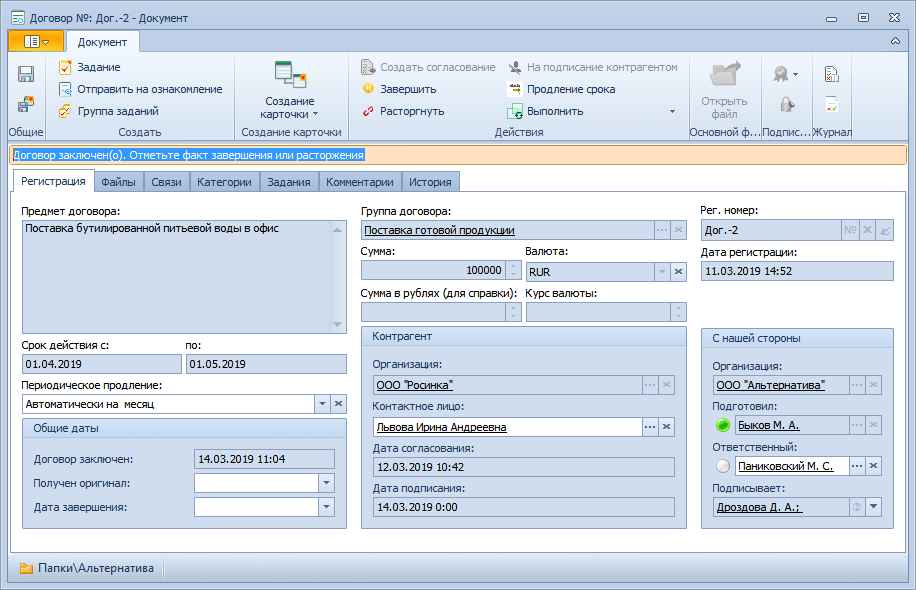 Договор №: Дог.-2 - Документ
Документ
Задание
Отправить на ознакомление
Группа заданий
Создание карточки
Создать согласование
Завершить
Расторгнуть
На подписание контрагентом
Продление срока
Выполнить
Открыть файл
Общие
Создать
Создание карточки
Действия
Основной ф...
Подпис...
Журнал
Договор заключен(о). Отметьте факт завершения или расторжения
Регистрация
Файлы
Связи
Категории
Задания
Комментарии
История
Предмет договора:
Поставка бутилированной питьевой воды в офис
Срок действия с:
по:
01.04.2019
01.05.2019
Периодическое продление:
Автоматически на  месяц
Общие даты
Договор заключен:
14.03.2019 11:04
Получен оригинал:
Дата завершения:
Группа договора:
Поставка готовой продукции
Сумма:
Валюта:
100000
RUR
Сумма в рублях (для справки):
Курс валюты:
Контрагент
Организация:
ООО "Росинка"
Контактное лицо:
Львова Ирина Андреевна
Дата согласования:
12.03.2019 10:42
Дата подписания:
14.03.2019 0:00
Рег. номер:
Дог.-2
№
Дата регистрации:
11.03.2019 14:52
С нашей стороны
Организация:
ООО "Альтернатива"
Подготовил:
Быков М. А.
Ответственный:
Паниковский М. С.
Подписывает:
Дроздова Д. А.;
Папки\Альтернатива